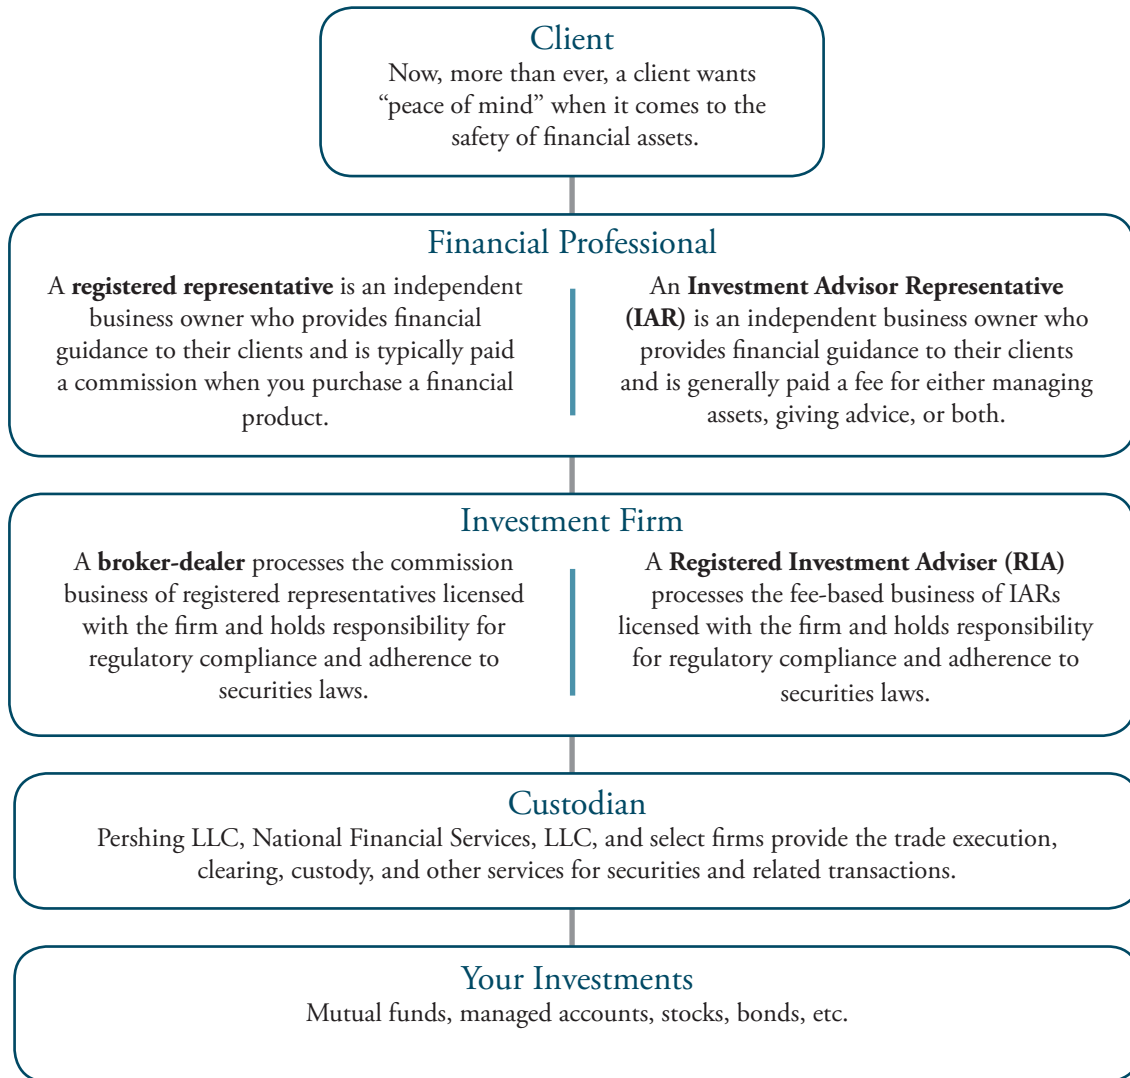 Client
Now, more than ever, a client wants
“peace of mind” when it comes to the
safety of financial assets.
Financial Professional
A registered representative is an independent
business owner who provides financial
guidance to their clients and is typically paid
a commission when you purchase a financial
product.
An Investment Advisor Representative
(IAR) is an independent business owner who
provides financial guidance to their clients
and is generally paid a fee for either managing
assets, giving advice, or both.
Investment Firm
A broker-dealer processes the commission
business of registered representatives licensed
with the firm and holds responsibility for
regulatory compliance and adherence to
securities laws.
A Registered Investment Adviser (RIA)
processes the fee-based business of IARs
licensed with the firm and holds responsibility
for regulatory compliance and adherence to
securities laws.
Custodian
Pershing LLC, National Financial Services, LLC, and select firms provide the trade execution,
clearing, custody, and other services for securities and related transactions.
Your Investments
Mutual funds, managed accounts, stocks, bonds, etc.